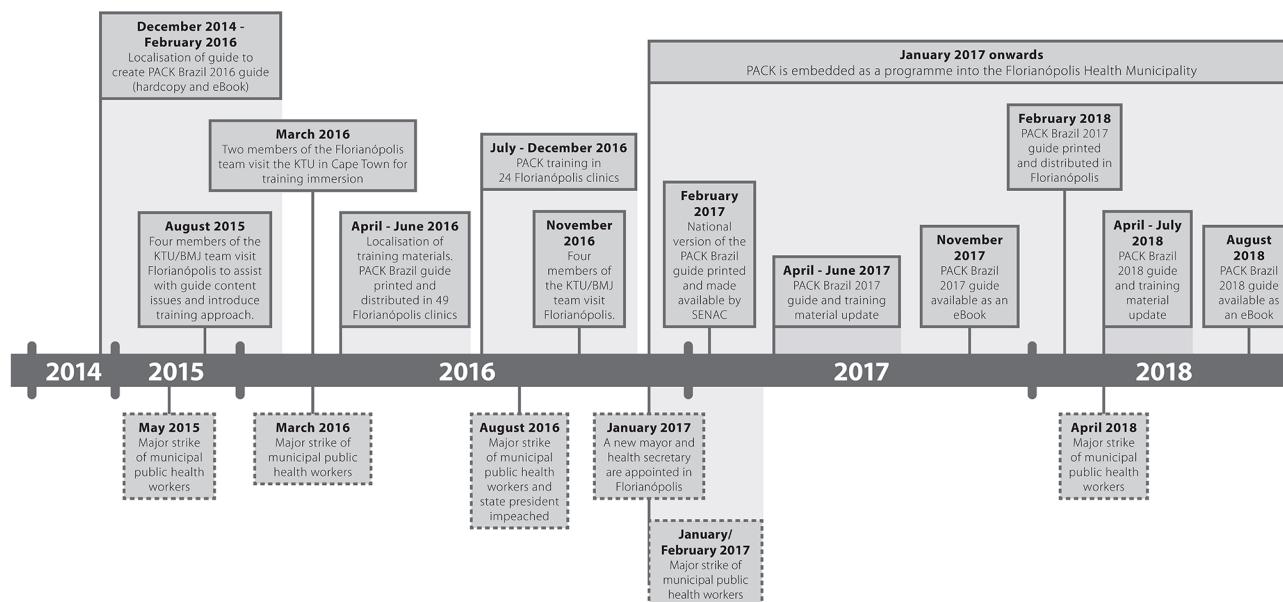 December 2014 -
February 2016
Localisation of guide to
create PACK Brazil 2016 guide
(hardcopy and eBook)
January 2017 onwards
PACK is embedded as a programme into the Florianópolis Health Municipality
March 2016
Two members of the Florianópolis
team visit the KTU in Cape Town for
training immersion
July - December 2016
PACK training in
24 Florianópolis clinics
February 2018
PACK Brazil 2017
guide printed
and distributed in
Florianópolis
August 2015
Four members of the
KTU/BMJ team visit
Florianópolis to assist
with guide content
issues and introduce
training approach.
April - June 2016
Localisation of
training materials.
PACK Brazil guide
printed and
distributed in 49
Florianópolis clinics
November
2016
Four
members of
the KTU/BMJ
team visit
Florianópolis.
February
2017
National
version of the
PACK Brazil
guide printed
and made
available by
SENAC
April - June 2017
PACK Brazil 2017
guide and training
material update
November
2017
PACK Brazil
2017 guide
available as an
eBook
April - July
2018
PACK Brazil
2018 guide
and training
material
update
August
2018
PACK Brazil
2018 guide
available as
an eBook
2014 2015 2016 2017 2018
May 2015
Major strike
of municipal
public health
workers
March 2016
Major strike of
municipal public
health workers
August 2016
Major strike of
municipal public
health
workers and
state president
impeached
January 2017
A new mayor and
health secretary
are appointed in
Florianópolis
January/
February 2017
Major strike of
municipal public
health workers
April 2018
Major strike
of municipal
public health
workers